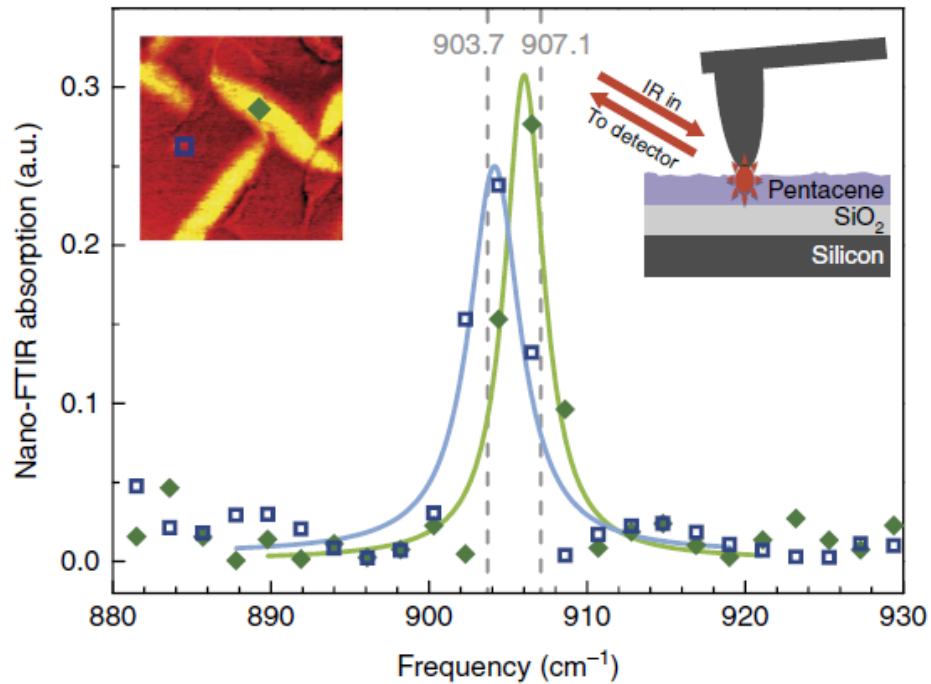 903.7 907.1
IR in
To detector
Pentacene
SiO₂
Silicon
0.3
0.2
0.1
0.0
Nano-FTIR absorption (a.u.)
880 890 900 910 920 930
Frequency (cm⁻¹)